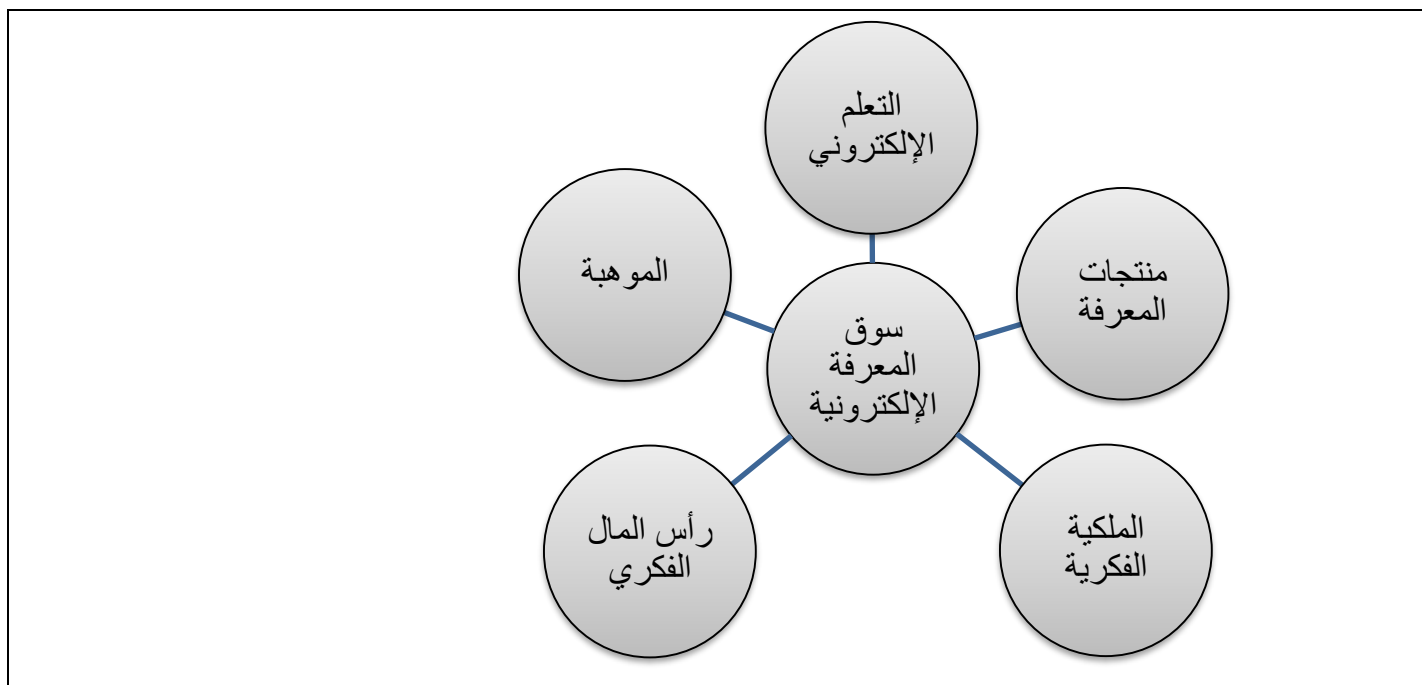 التعلم
الإلكتروني
منتجات
المعرفة
الموهبة
سوق
المعرفة
الإلكترونية
الملكية
الفكرية
رأس المال
الفكري